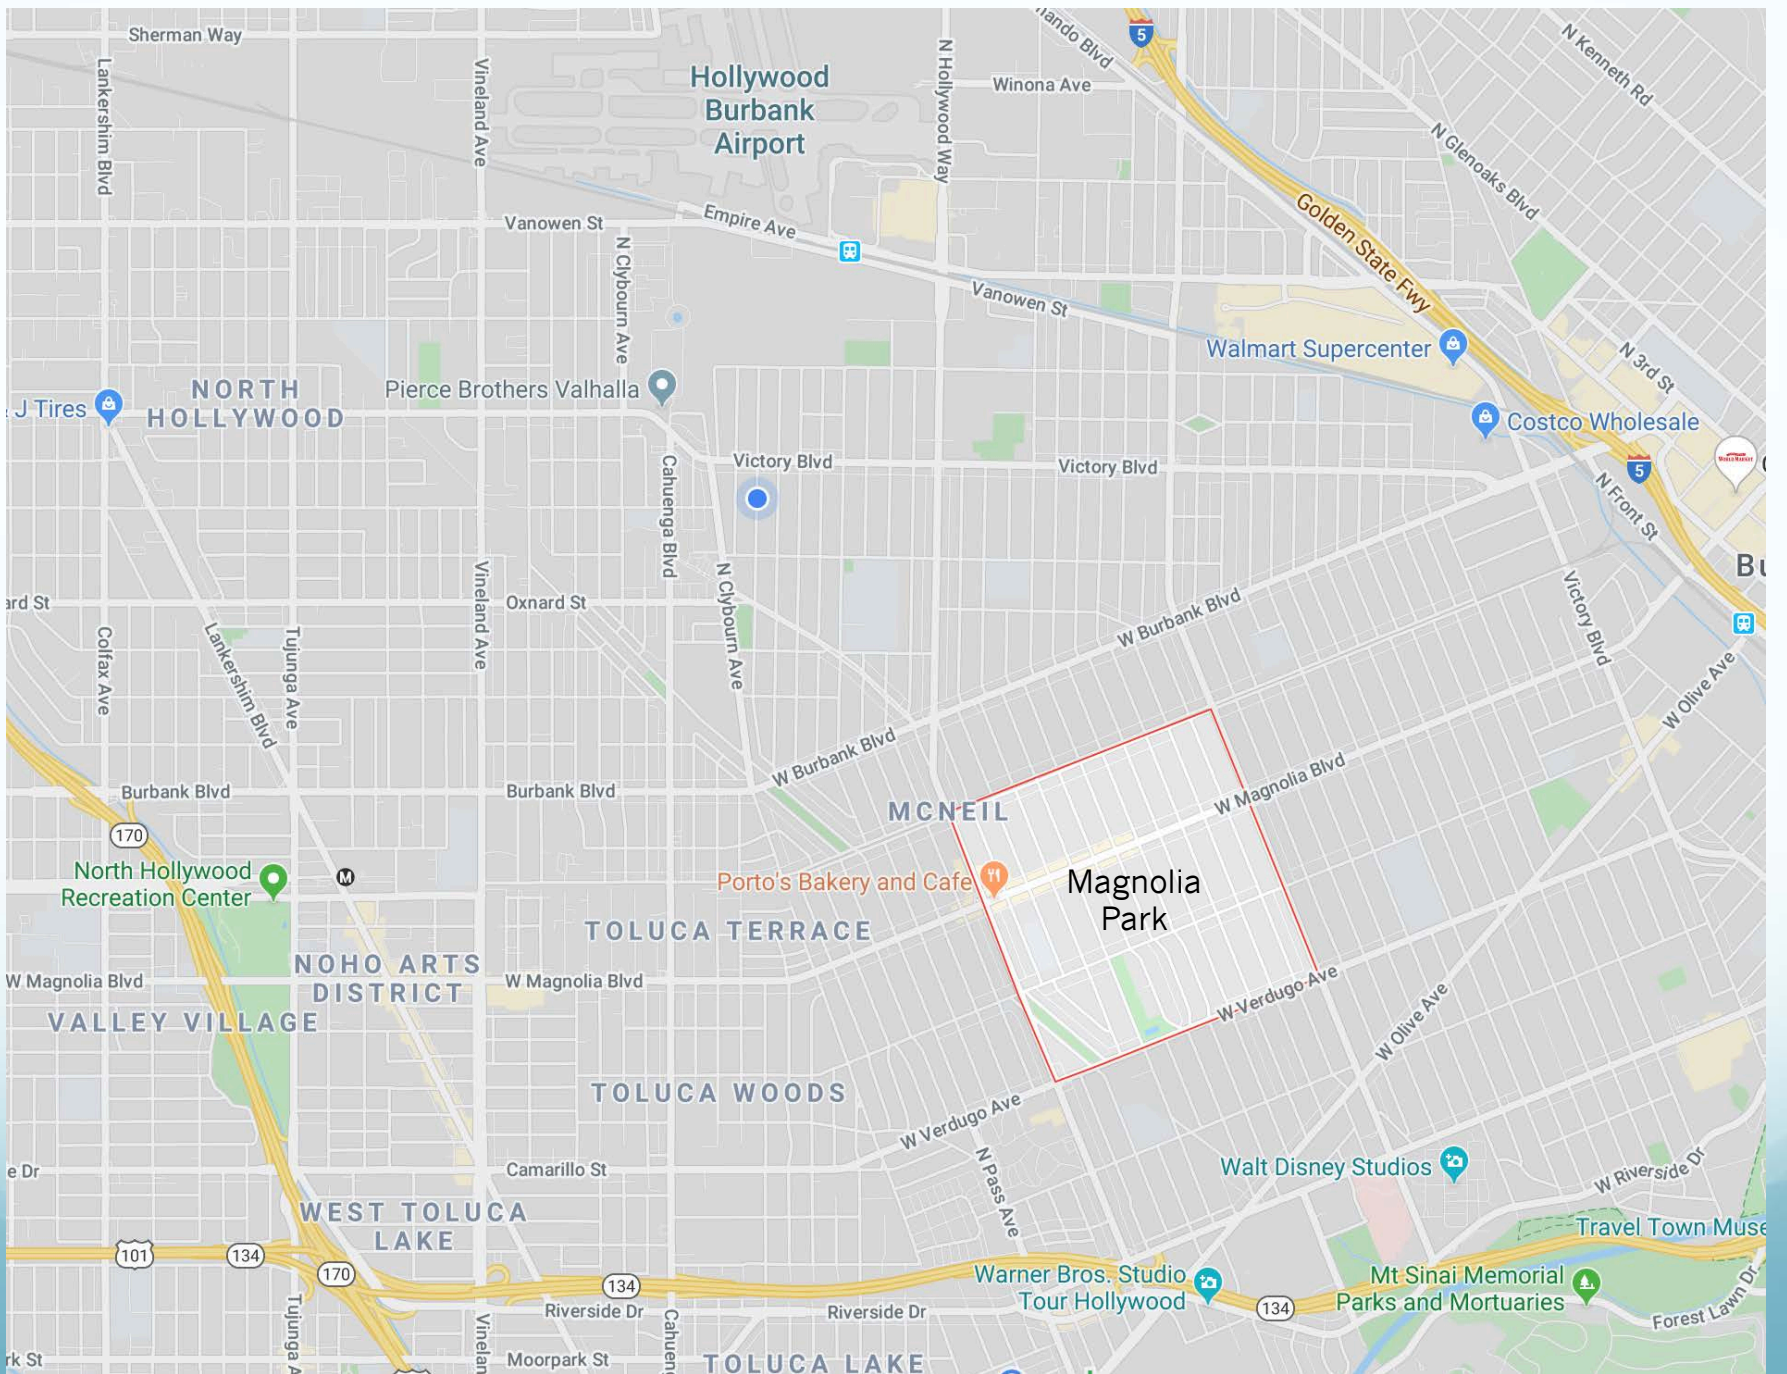 Sherman Way
Lankershim Blvd
Vineland Ave
Hollywood
Burbank
Airport
N Hollywood Way
Winona Ave
nando Blvd
5
N Kenneth Rd
N Glenoaks Blvd
Golden State Fwy
Vanowen St
Empire Ave
N Clybourn Ave
Vanowen St
Walmart Supercenter
N 3rd St
Pierce Brothers Valhalla
NORTH
HOLLYWOOD
J Tires
Costco Wholesale
WORLD MARKET
Victory Blvd
Victory Blvd
5
N Front St
Cahuenga Blvd
Bu
ard St
Vineland Ave
Oxnard St
N Clybourn Ave
W Burbank Blvd
Victory Blvd
Colfax Ave
Lankershim Blvd
Tujunga Ave
W Olive Ave
W Burbank Blvd
Burbank Blvd
Burbank Blvd
MCNEIL
W Magnolia Blvd
170
North Hollywood
Recreation Center
M
Porto's Bakery and Cafe
Magnolia
Park
TOLUCA TERRACE
NOHO ARTS
DISTRICT
W Magnolia Blvd
W Magnolia Blvd
VALLEY VILLAGE
W Verdugo Ave
W Olive Ave
TOLUCA WOODS
W Verdugo Ave
N Pass Ave
e Dr
Camarillo St
Walt Disney Studios
W Riverside Dr
WEST TOLUCA
LAKE
Travel Town Muse
101
134
170
134
Warner Bros. Studio
Tour Hollywood
134
Mt Sinai Memorial
Parks and Mortuaries
Forest Lawn Dr
Tujunga A
Vinelan
Riverside Dr
Cahuen
Riverside Dr
rk St
Moorpark St
TOLUCA LAKE